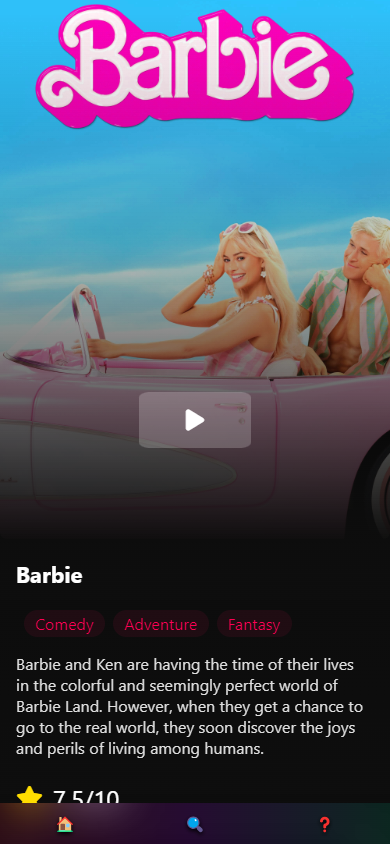 Barbie
Barbie
Comedy Adventure Fantasy
Barbie and Ken are having the time of their lives
in the colorful and seemingly perfect world of
Barbie Land. However, when they get a chance to
go to the real world, they soon discover the joys
and perils of living among humans.
7.5/10